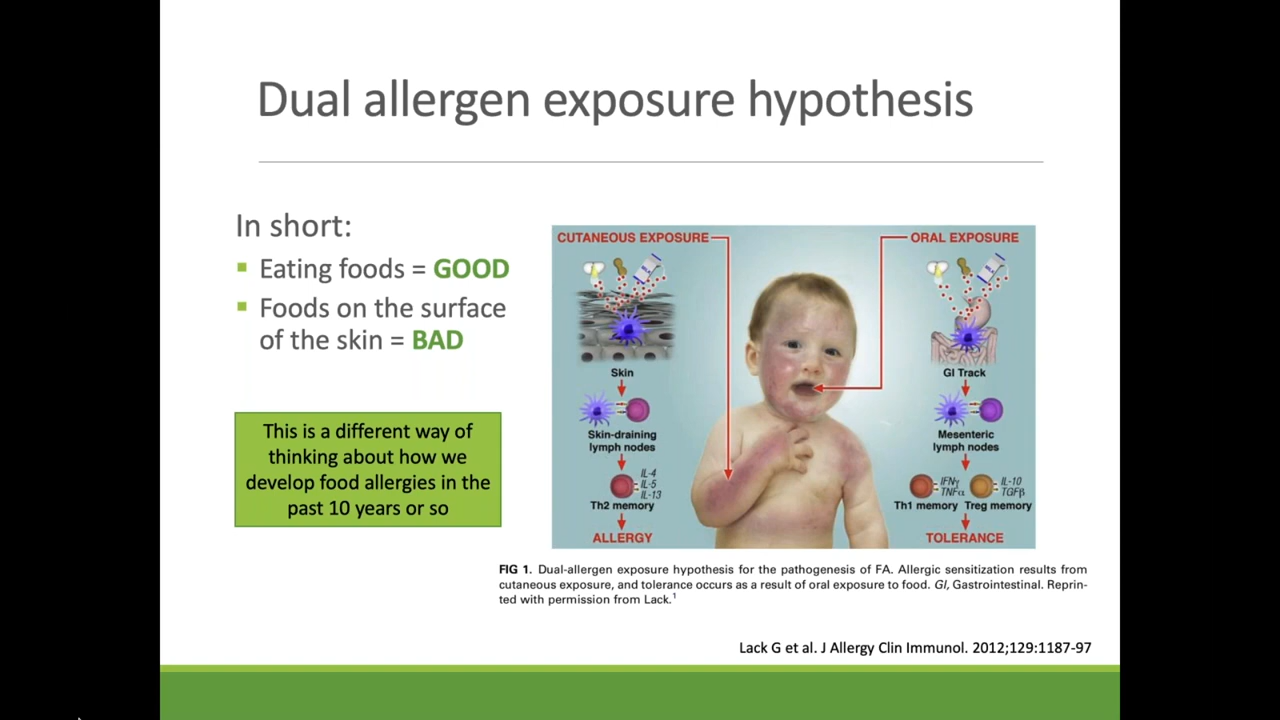 Dual allergen exposure hypothesis
In short:
▪ Eating foods = GOOD
▪ Foods on the surface
of the skin = BAD
This is a different way of
thinking about how we
develop food allergies in the
past 10 years or so
CUTANEOUS EXPOSURE
Skin
Skin-draining
lymph nodes
IL-4
IL-5
IL-13
Th2 memory
ALLERGY
ORAL EXPOSURE
GI Track
Mesenteric
lymph nodes
IFNγ
TNFα
IL-10
TGFβ
Th1 memory Treg memory
TOLERANCE
FIG 1. Dual-allergen exposure hypothesis for the pathogenesis of FA. Allergic sensitization results from
cutaneous exposure, and tolerance occurs as a result of oral exposure to food. GI, Gastrointestinal. Reprin-
ted with permission from Lack.¹
Lack G et al. J Allergy Clin Immunol. 2012;129:1187-97